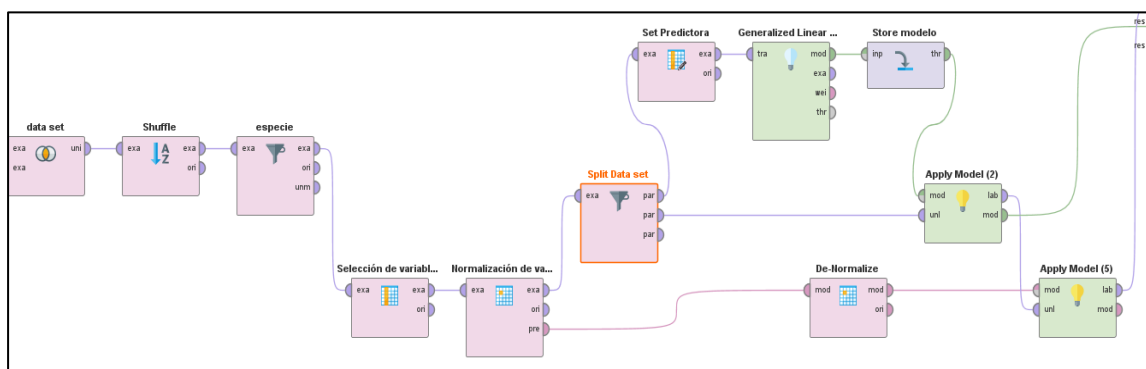 data set
exa
exa
uni
Shuffle
exa
exa
ori
especie
exa
exa
ori
unm
Selección de variabl...
exa
exa
ori
Normalización de va...
exa
exa
ori
pre
Split Data set
exa
par
par
par
Set Predictora
exa
exa
ori
Generalized Linear ...
tra
mod
exa
wei
thr
Store modelo
inp
thr
Apply Model (2)
mod
unl
lab
mod
De-Normalize
mod
mod
ori
Apply Model (5)
mod
unl
lab
mod
res
res